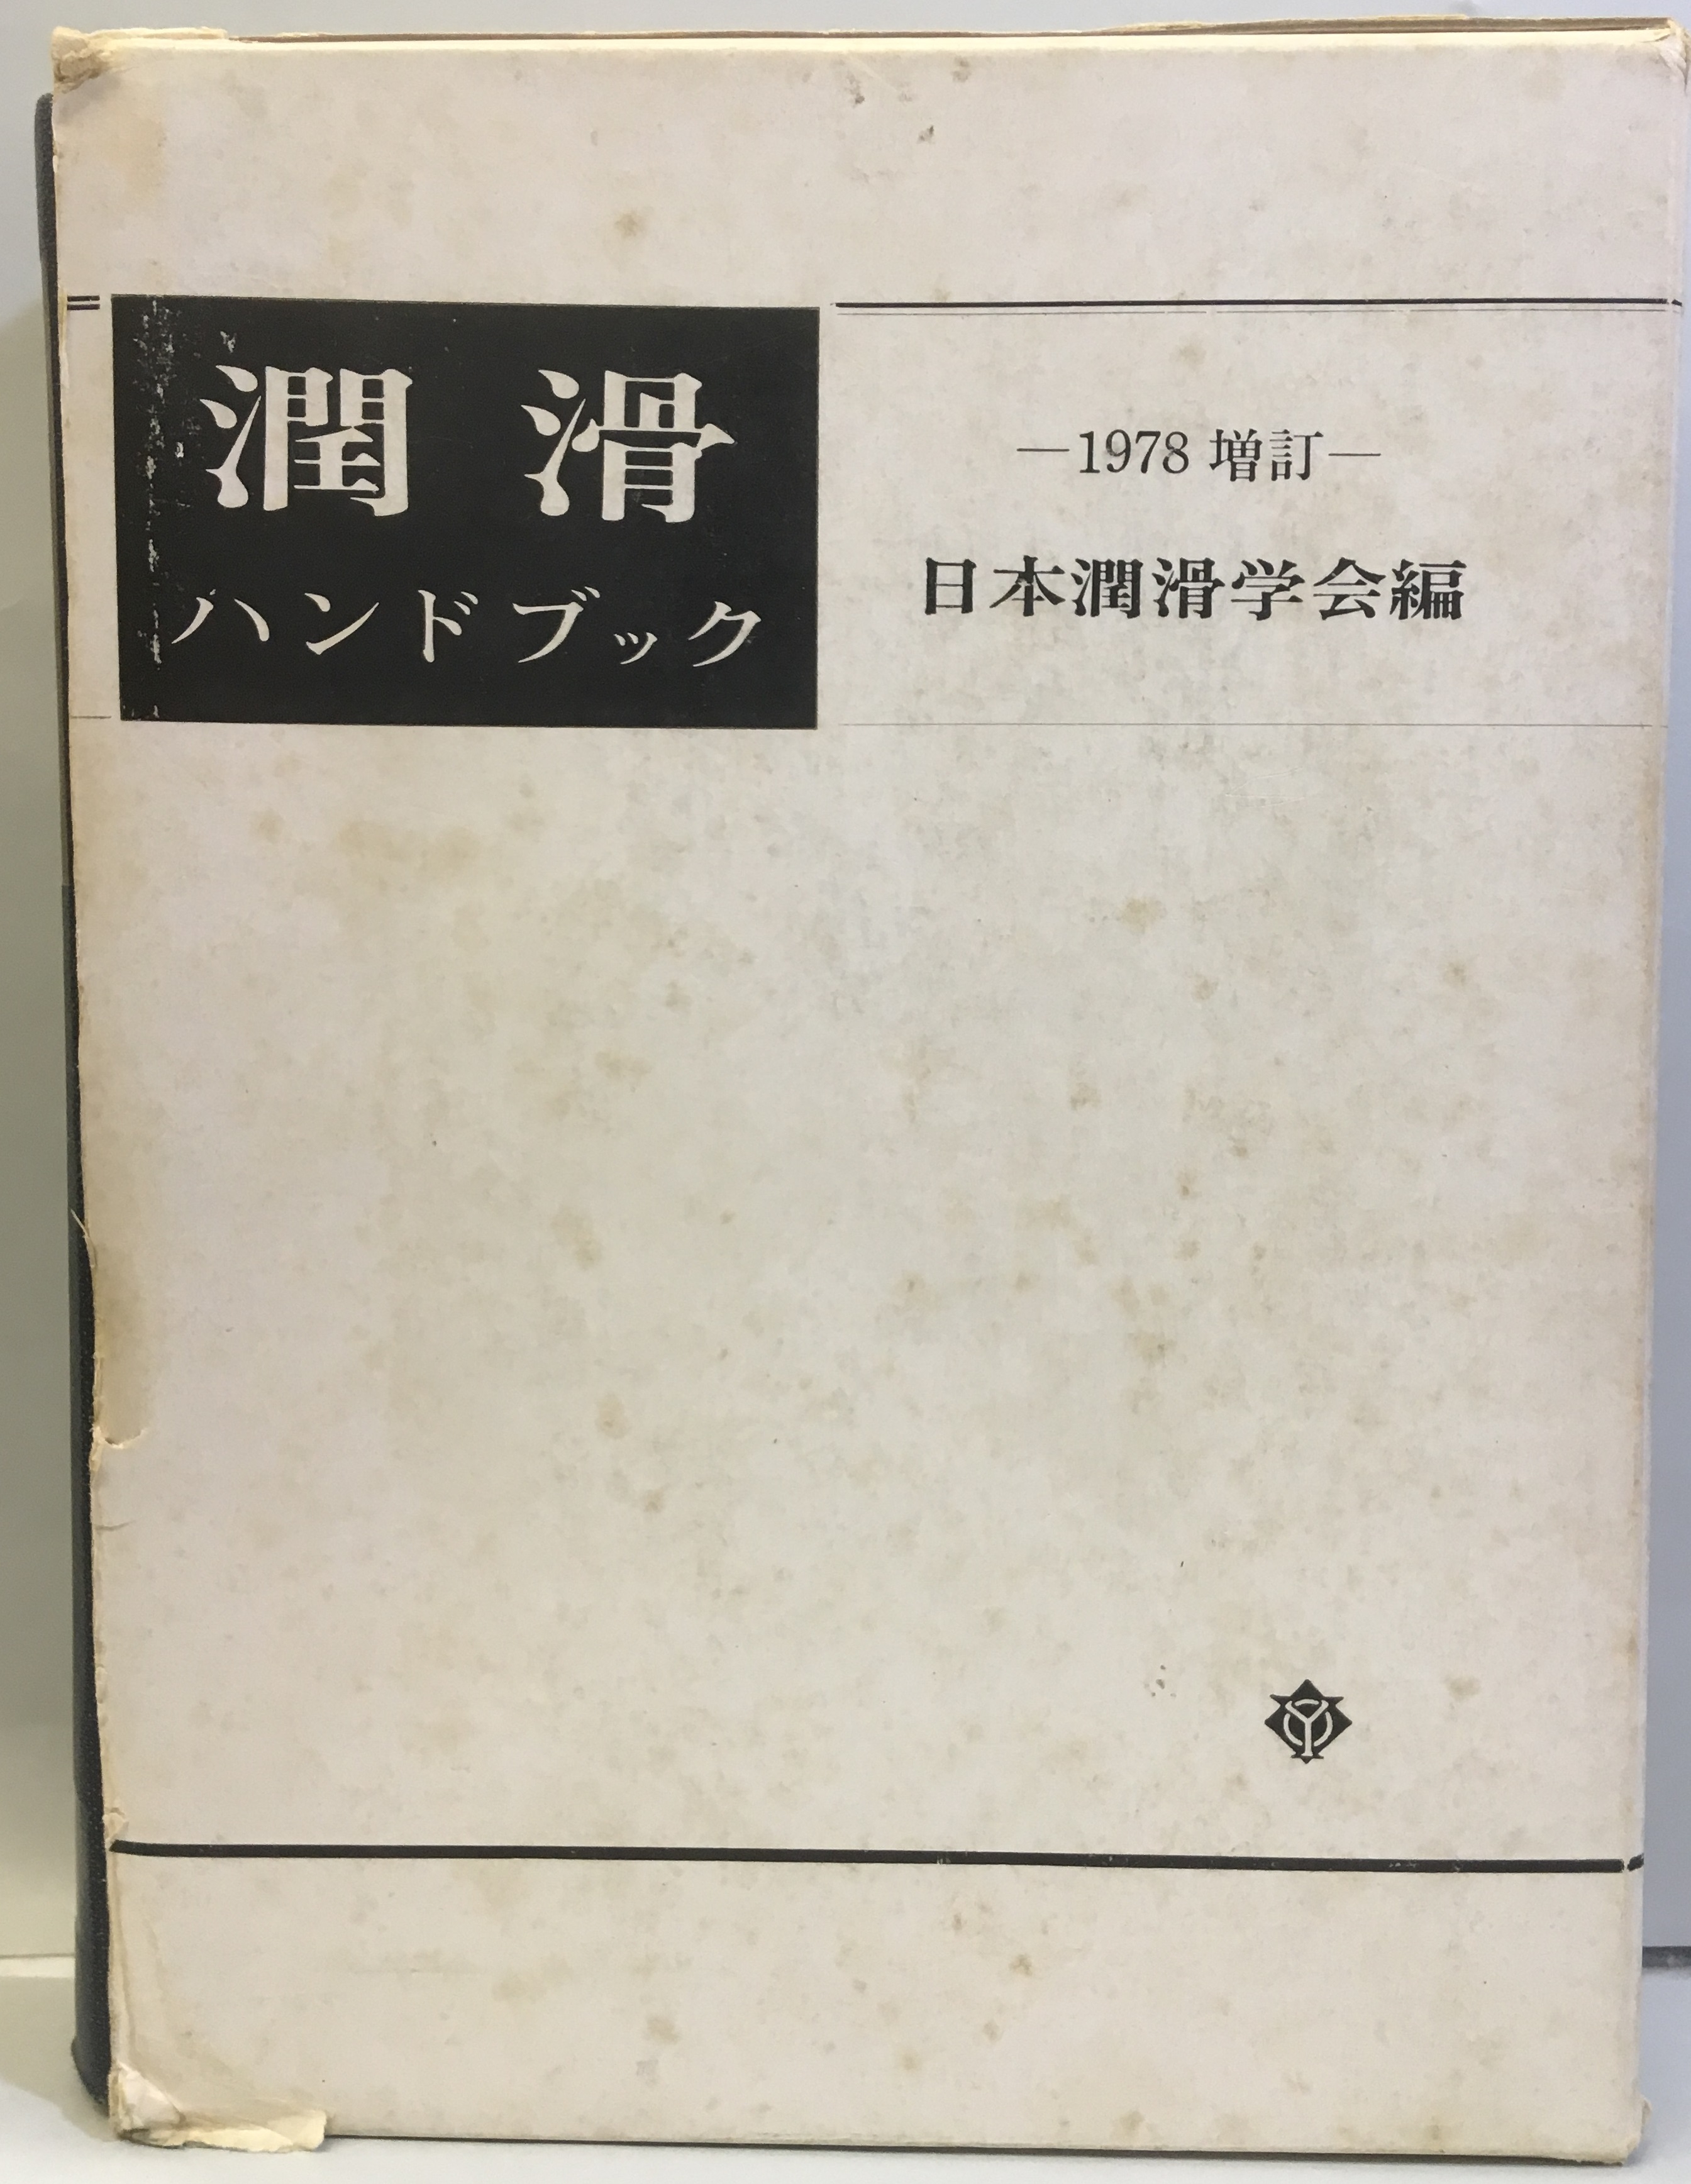 潤滑
ハンドブック
—1978 増訂—
日本潤滑学会編